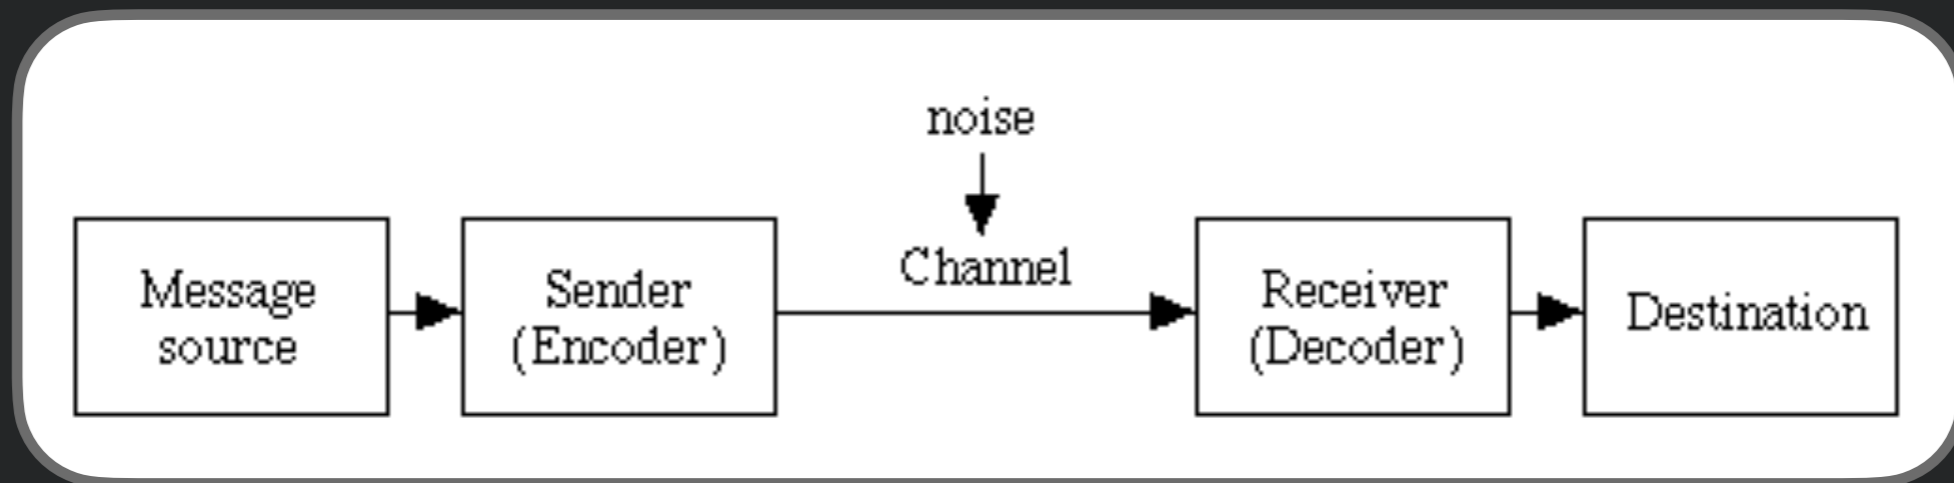 noise
Channel
Message
source
Sender
(Encoder)
Receiver
(Decoder)
Destination